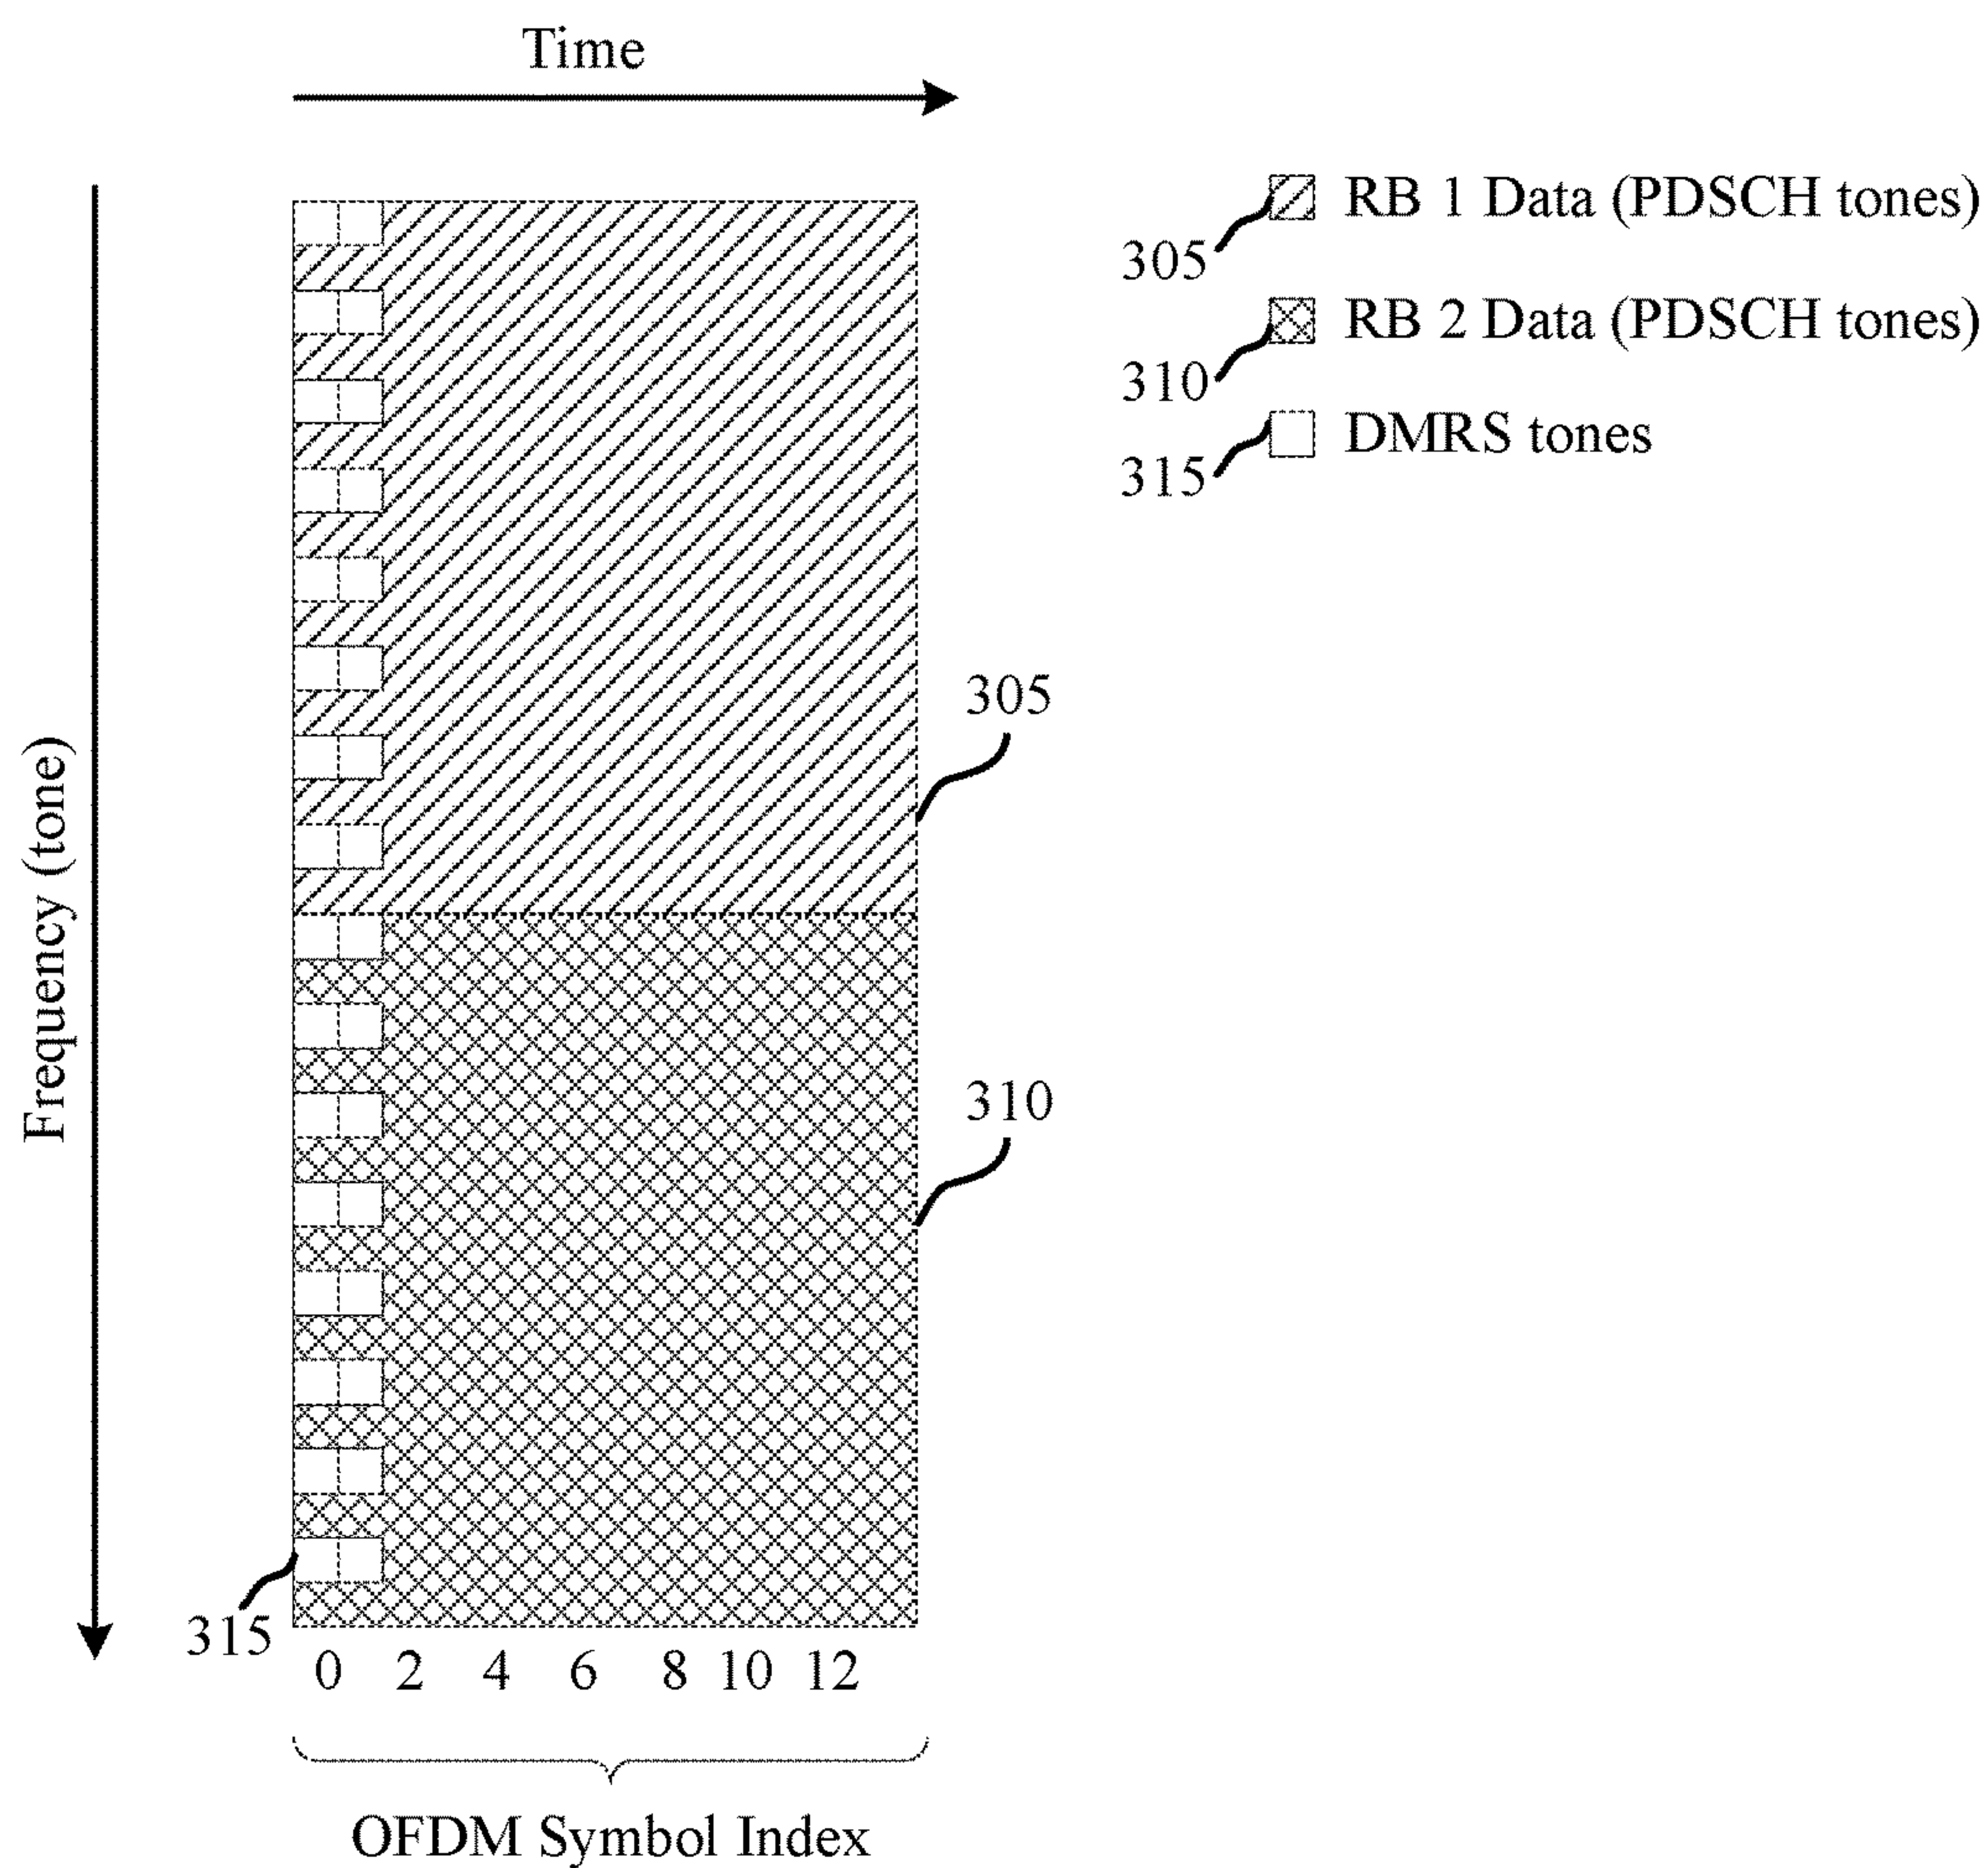 Time
RB 1 Data (PDSCH tones)
305
RB 2 Data (PDSCH tones)
310
DMRS tones
315
305
Frequency (tone)
310
315
0 2 4 6 8 10 12
OFDM Symbol Index